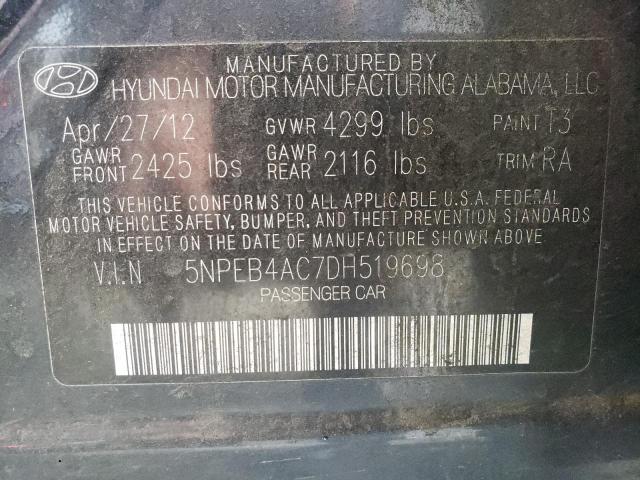 MANUFACTURED BY
HYUNDAI MOTOR MANUFACTURING ALABAMA, LLC
Apr/27/12 GVWR 4299 lbs PAINT T3
GAWR FRONT 2425 lbs GAWR REAR 2116 lbs TRIM RA
THIS VEHICLE CONFORMS TO ALL APPLICABLE U.S.A. FEDERAL
MOTOR VEHICLE SAFETY, BUMPER, AND THEFT PREVENTION STANDARDS
IN EFFECT ON THE DATE OF MANUFACTURE SHOWN ABOVE
V.I.N 5NPEB4AC7DH519698
PASSENGER CAR